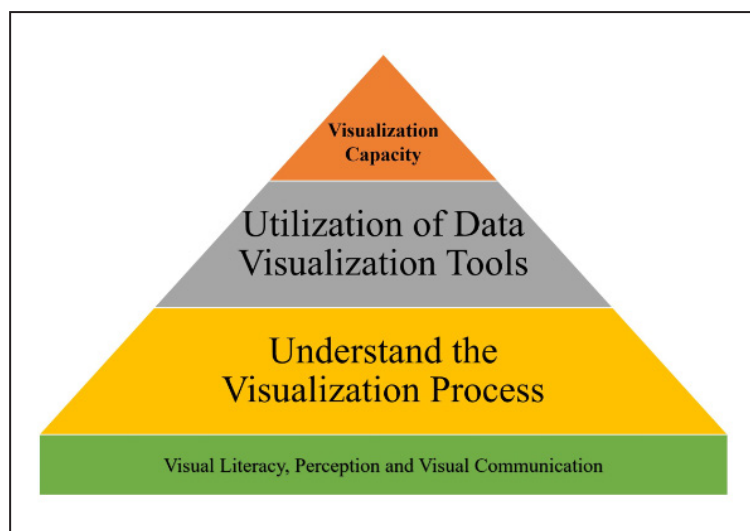 Visualization
Capacity
Utilization of Data
Visualization Tools
Understand the
Visualization Process
Visual Literacy, Perception and Visual Communication